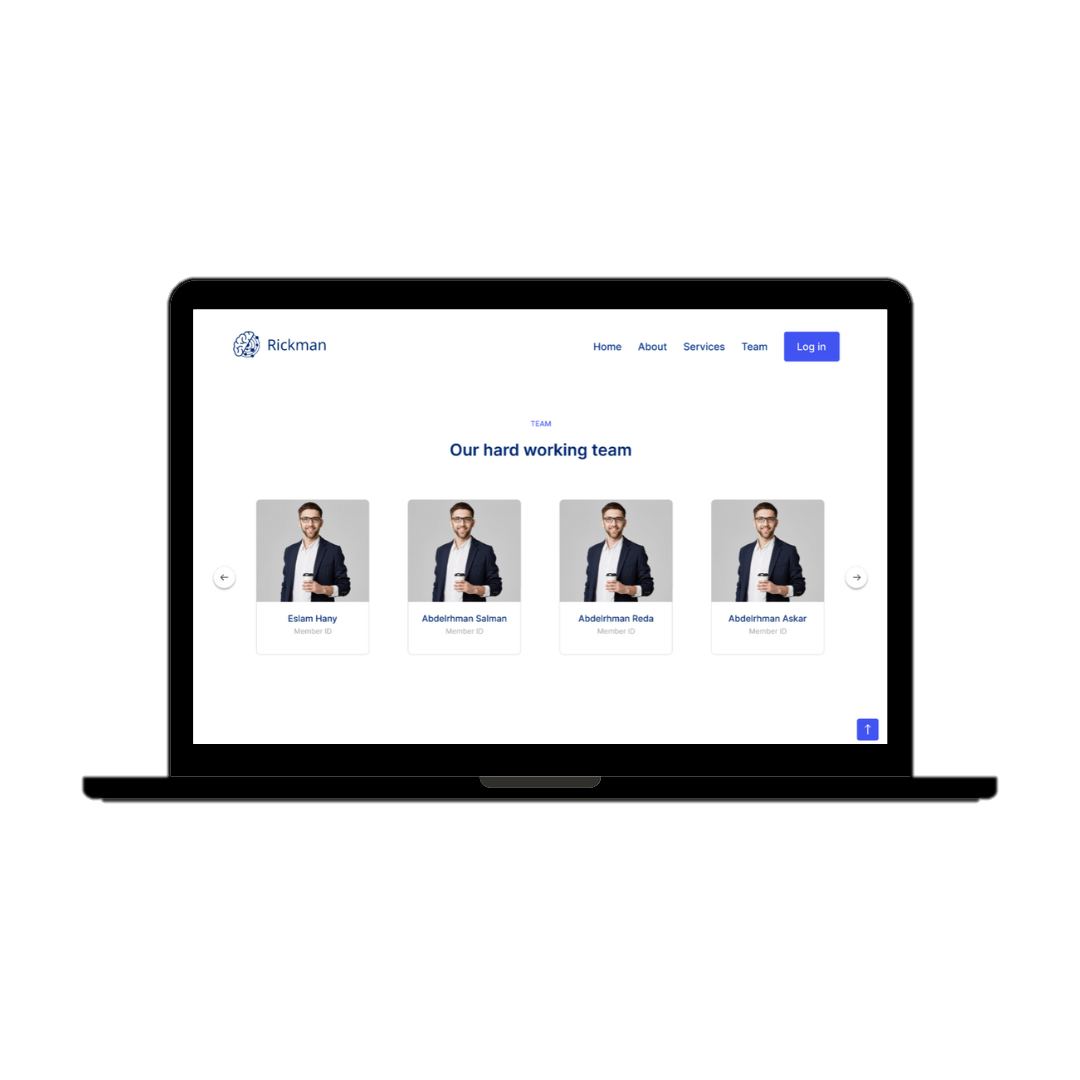 Rickman
Home About Services Team Log in
TEAM
Our hard working team
Eslam Hany
Member ID
Abdelrhman Salman
Member ID
Abdelrhman Reda
Member ID
Abdelrhman Askar
Member ID